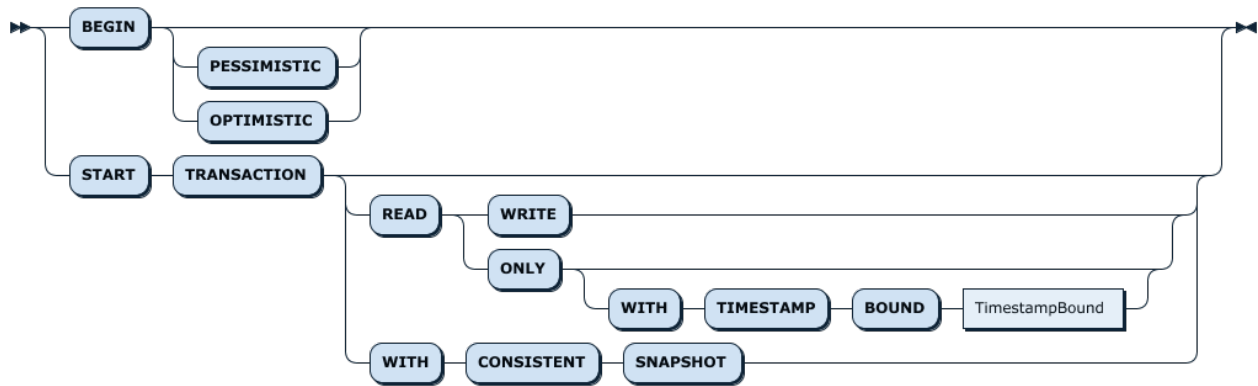 BEGIN
PESSIMISTIC
OPTIMISTIC
START TRANSACTION
READ WRITE
ONLY
WITH TIMESTAMP BOUND TimestampBound
WITH CONSISTENT SNAPSHOT